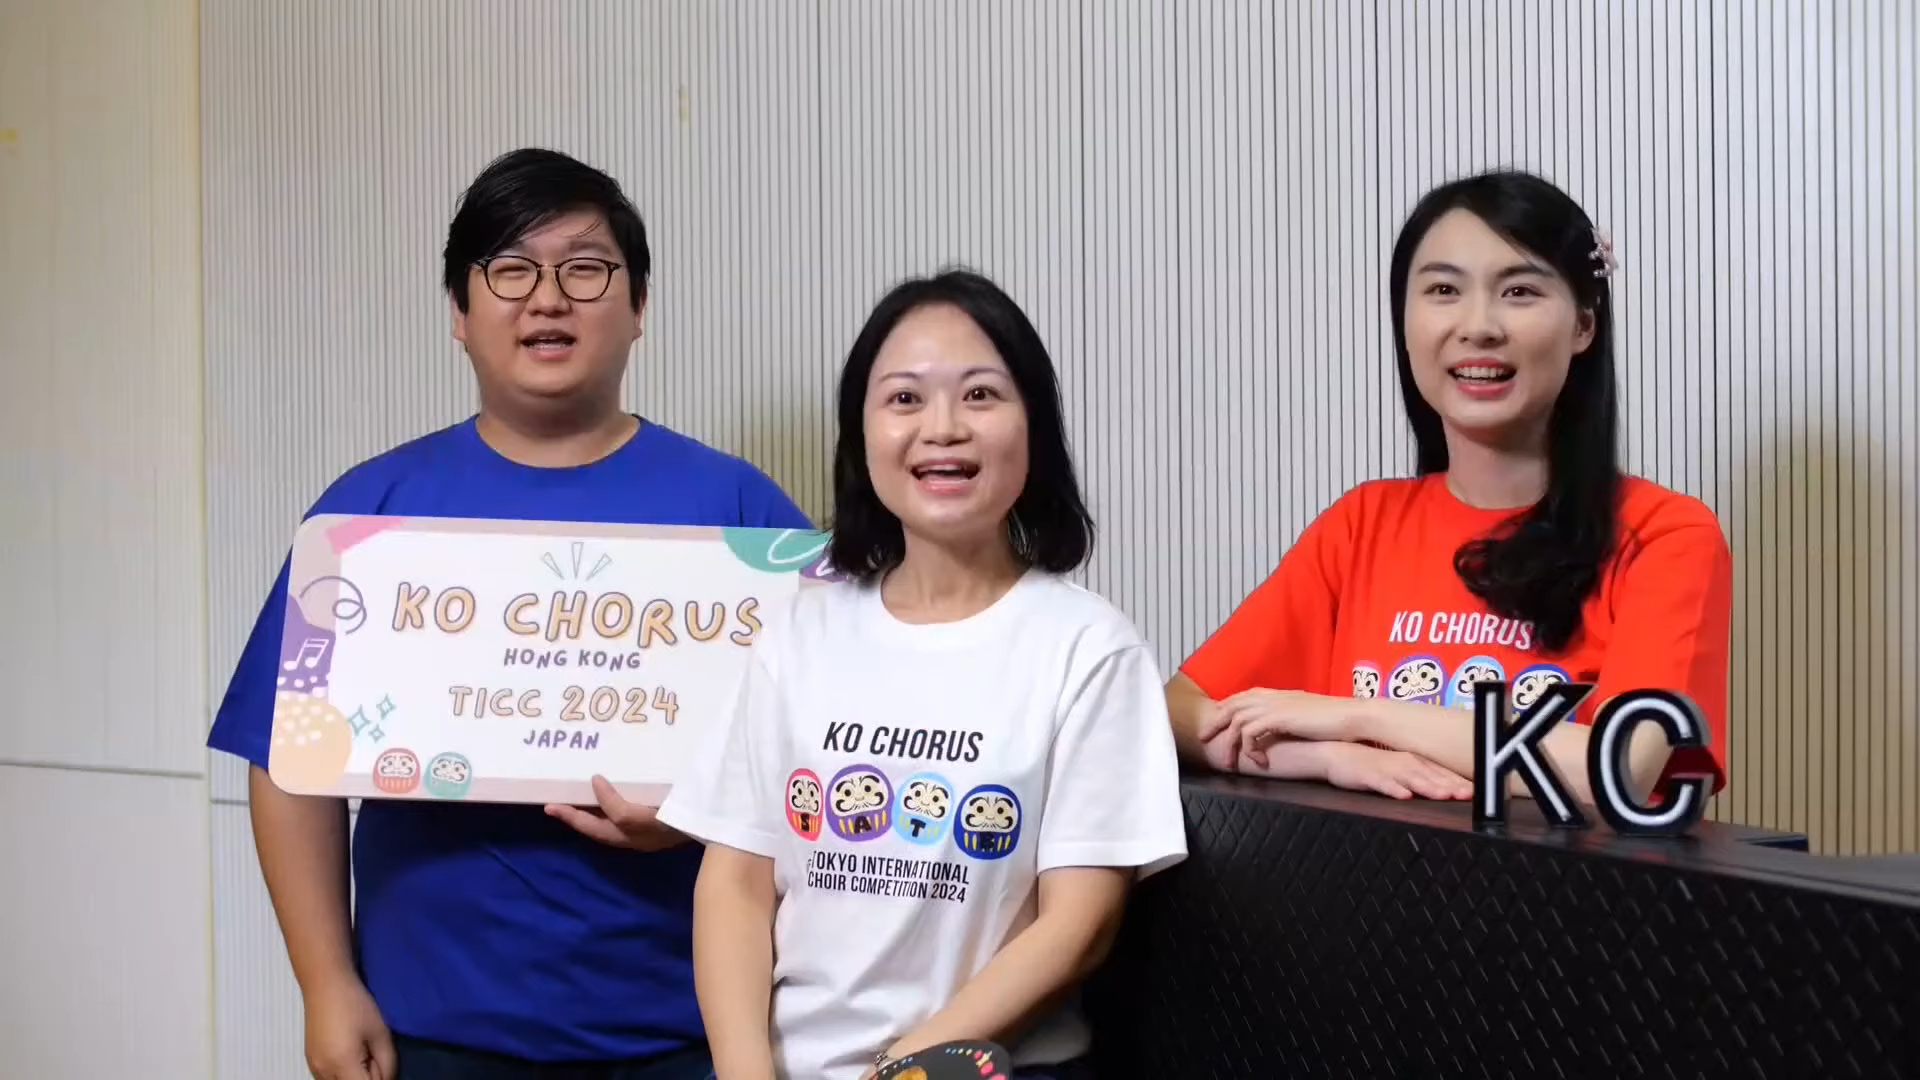 KO CHORUS
HONG KONG
TICC 2024
JAPAN
KO CHORUS
S A T B
TOKYO INTERNATIONAL
CHOIR COMPETITION 2024
KO CHORUS
KC